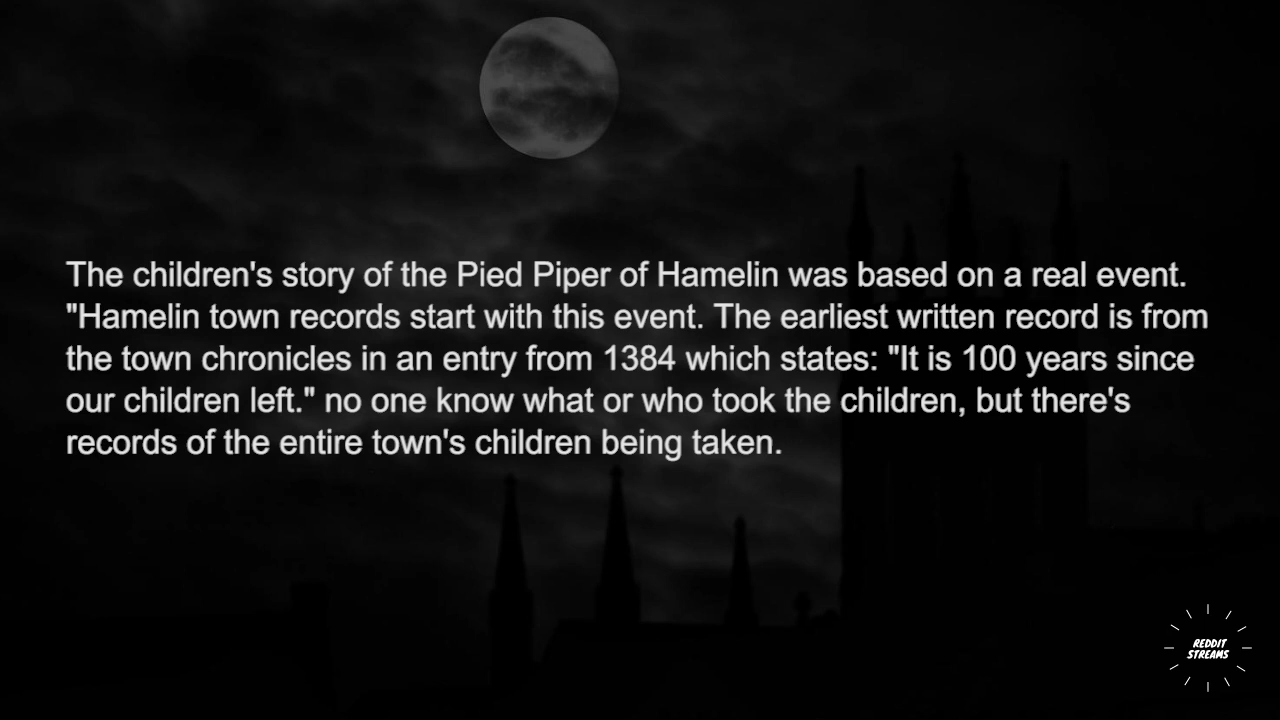 The children's story of the Pied Piper of Hamelin was based on a real event.
"Hamelin town records start with this event. The earliest written record is from
the town chronicles in an entry from 1384 which states: "It is 100 years since
our children left." no one know what or who took the children, but there's
records of the entire town's children being taken.
REDDIT
STREAMS